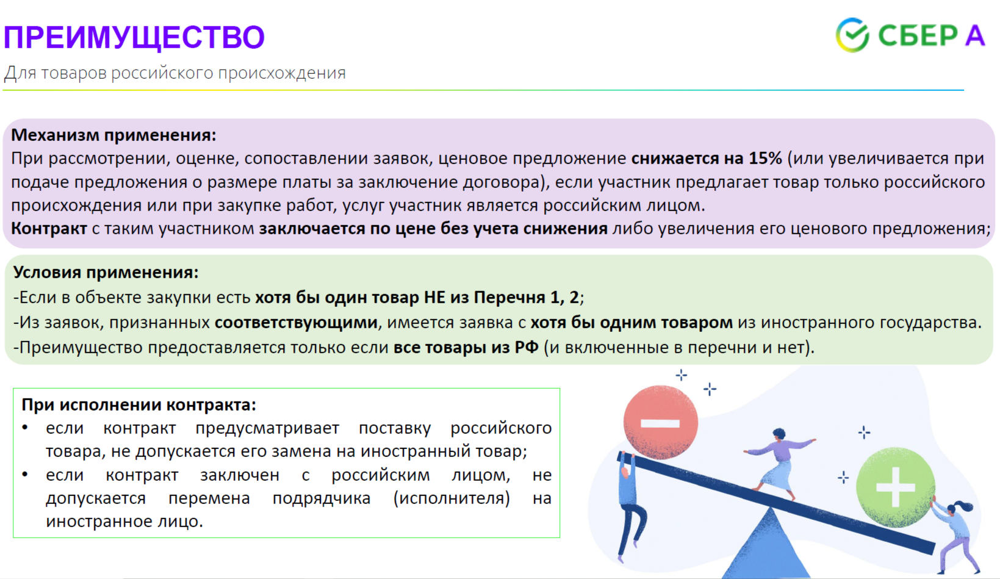 ПРЕИМУЩЕСТВО
СБЕР А
Для товаров российского происхождения
Механизм применения:
При рассмотрении, оценке, сопоставлении заявок, ценовое предложение снижается на 15% (или увеличивается при
подаче предложения о размере платы за заключение договора), если участник предлагает товар только российского
происхождения или при закупке работ, услуг участник является российским лицом.
Контракт с таким участником заключается по цене без учета снижения либо увеличения его ценового предложения;
Условия применения:
-Если в объекте закупки есть хотя бы один товар НЕ из Перечня 1, 2;
-Из заявок, признанных соответствующими, имеется заявка с хотя бы одним товаром из иностранного государства.
-Преимущество предоставляется только если все товары из РФ (и включенные в перечни и нет).
При исполнении контракта:
• если контракт предусматривает поставку российского
товара, не допускается его замена на иностранный товар;
• если контракт заключен с российским лицом, не
допускается перемена подрядчика (исполнителя) на
иностранное лицо.